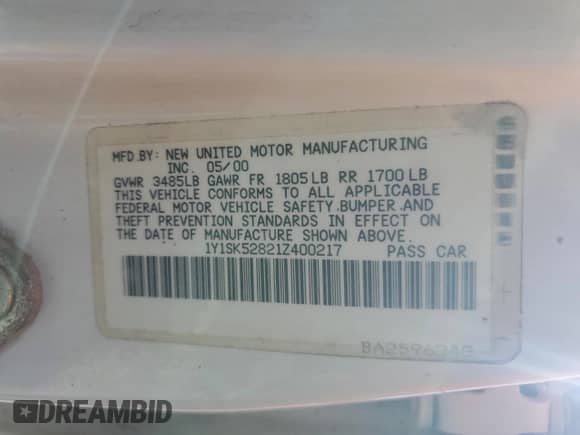 MFD.BY: NEW UNITED MOTOR MANUFACTURING
INC. 05/00
GVWR 3485LB GAWR FR 1805LB RR 1700LB
THIS VEHICLE CONFORMS TO ALL APPLICABLE
FEDERAL MOTOR VEHICLE SAFETY,BUMPER,AND
THEFT PREVENTION STANDARDS IN EFFECT ON
THE DATE OF MANUFACTURE SHOWN ABOVE.
1Y1SK52821Z400217 PASS CAR
DREAMBID